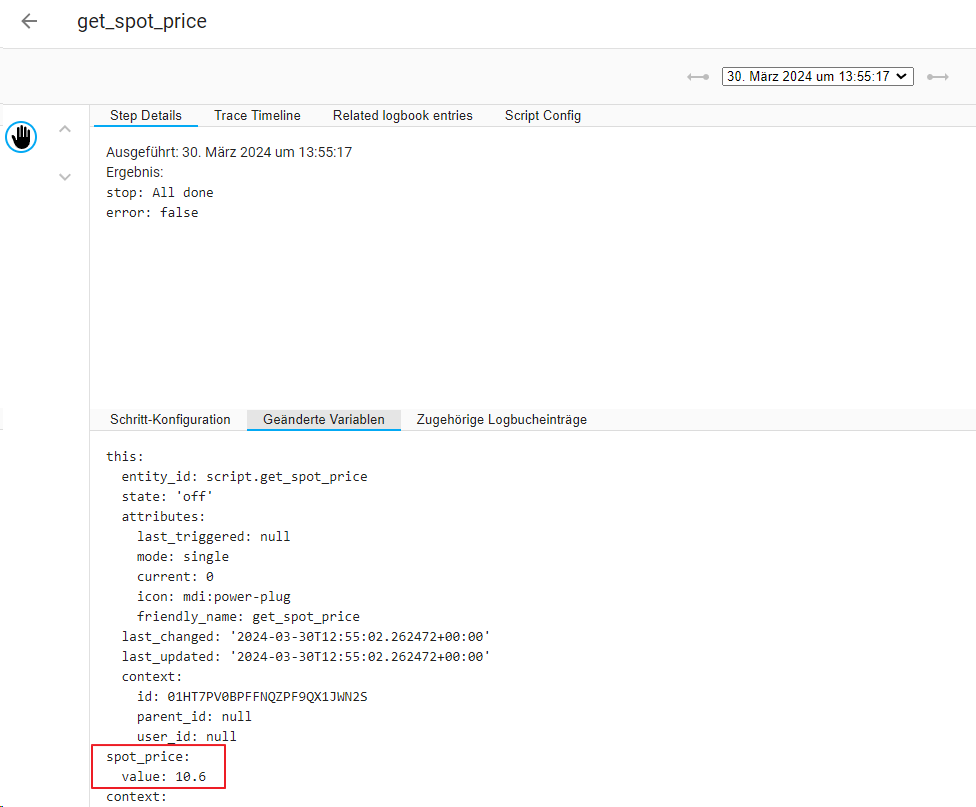 get_spot_price
30. März 2024 um 13:55:17
Step Details Trace Timeline Related logbook entries Script Config
Ausgeführt: 30. März 2024 um 13:55:17
Ergebnis:
stop: All done
error: false
Schritt-Konfiguration Geänderte Variablen Zugehörige Logbucheinträge
this:
  entity_id: script.get_spot_price
  state: 'off'
  attributes:
    last_triggered: null
    mode: single
    current: 0
    icon: mdi:power-plug
    friendly_name: get_spot_price
  last_changed: '2024-03-30T12:55:02.262472+00:00'
  last_updated: '2024-03-30T12:55:02.262472+00:00'
  context:
    id: 01HT7PV0BPFFNQZPF9QX1JWN2S
    parent_id: null
    user_id: null
spot_price:
  value: 10.6
context: